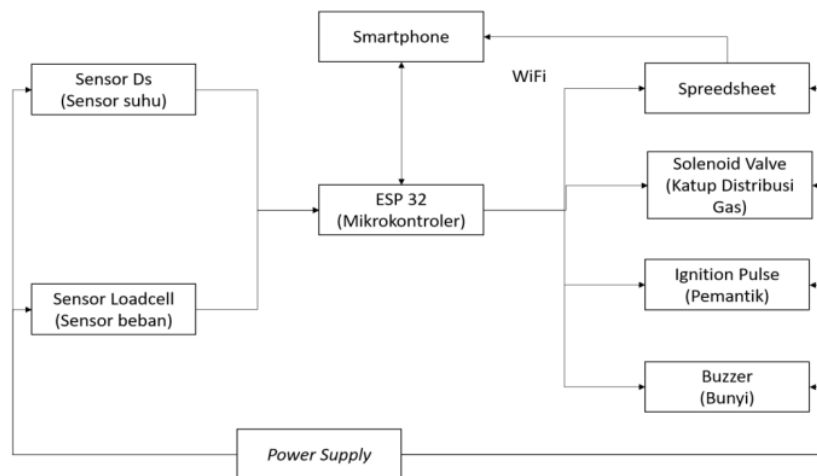 Smartphone
WiFi
Sensor Ds
(Sensor suhu)
Spreedsheet
ESP 32
(Mikrokontroler)
Solenoid Valve
(Katup Distribusi
Gas)
Sensor Loadcell
(Sensor beban)
Ignition Pulse
(Pemantik)
Buzzer
(Bunyi)
Power Supply